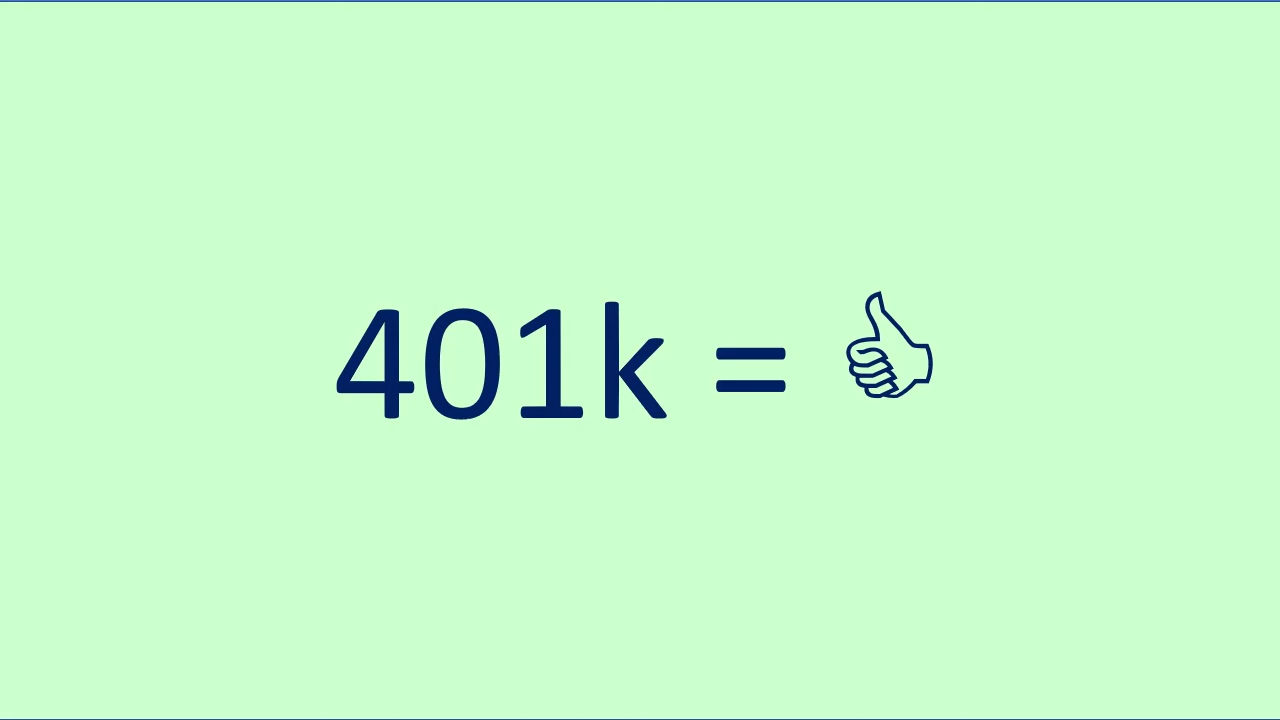 401k = 👍